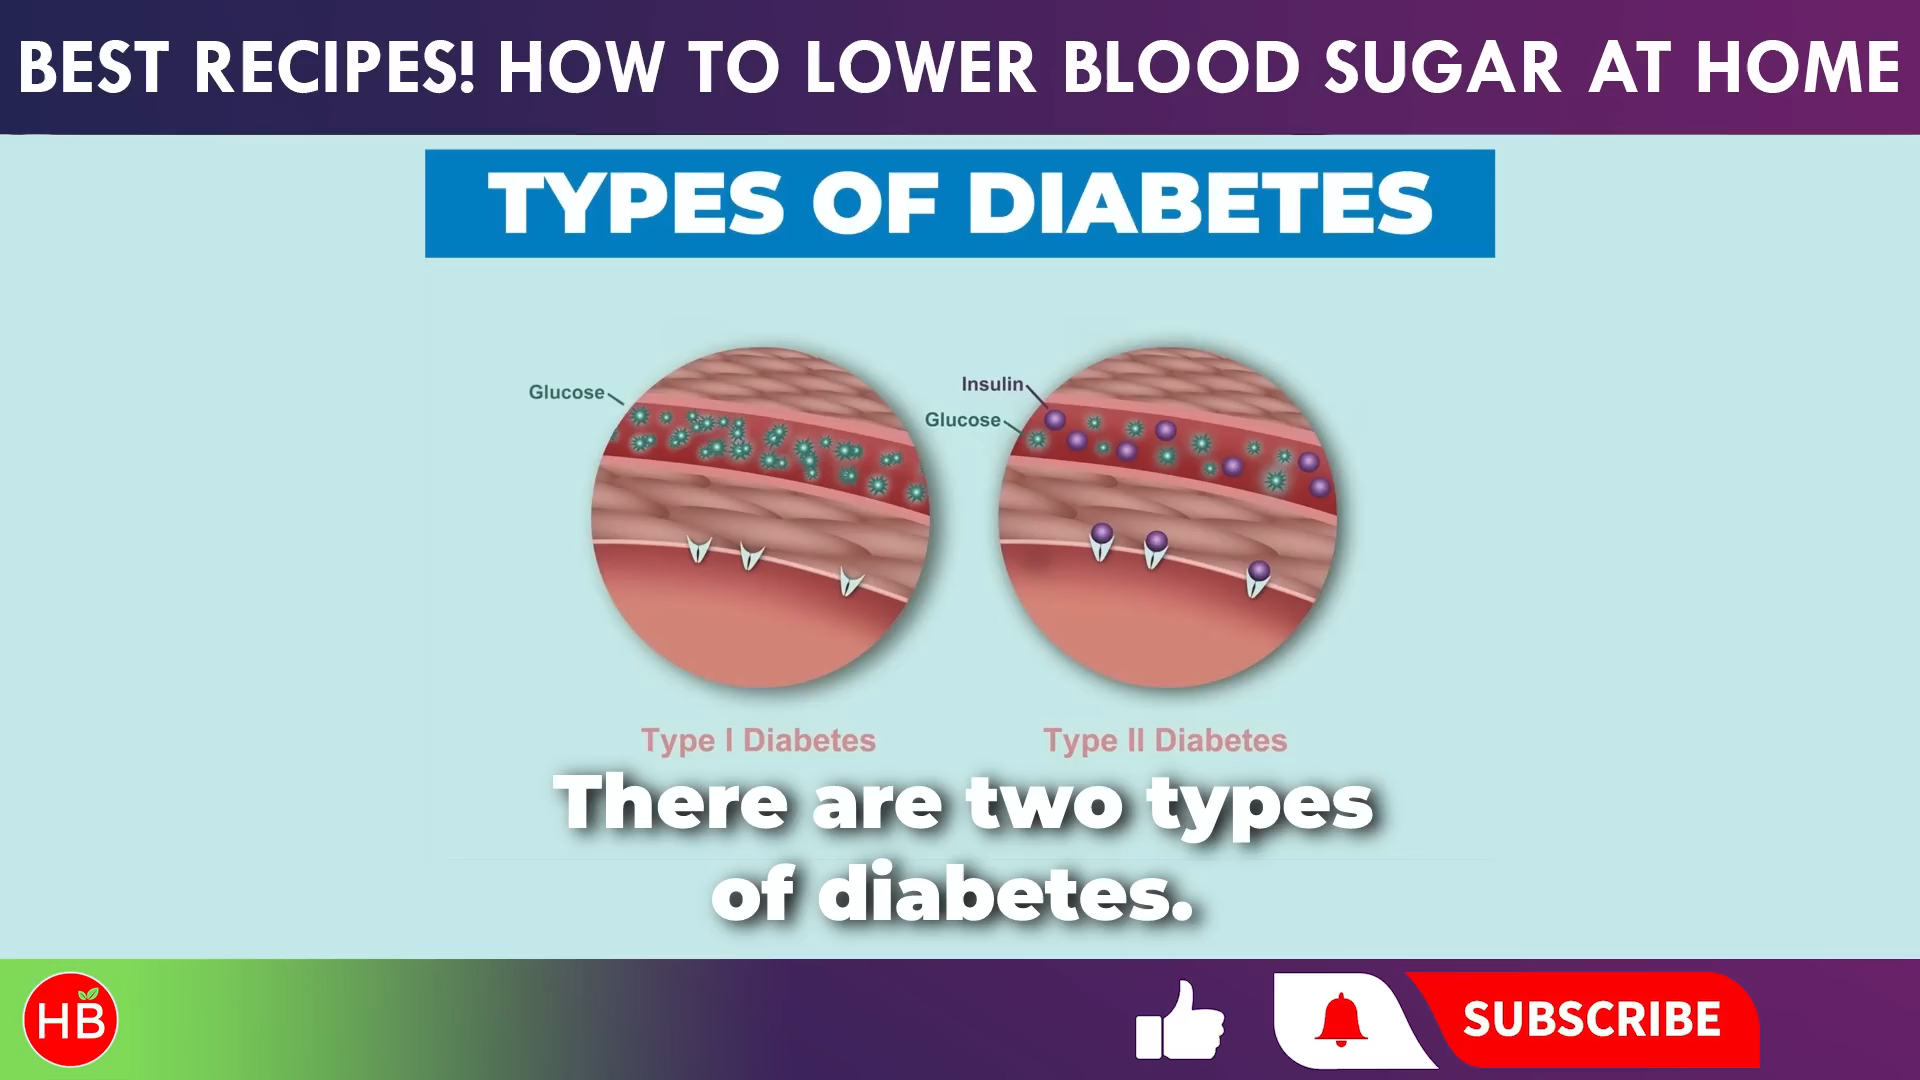 BEST RECIPES! HOW TO LOWER BLOOD SUGAR AT HOME
TYPES OF DIABETES
Glucose
Insulin
Glucose
Type I Diabetes
Type II Diabetes
There are two types
of diabetes.
HB
SUBSCRIBE